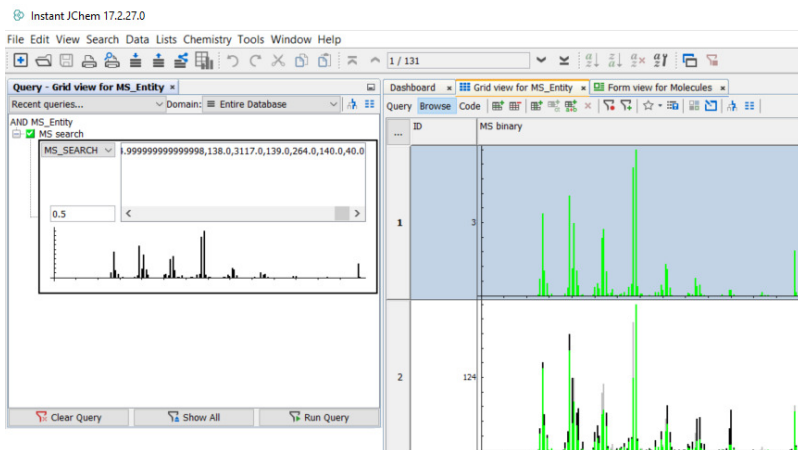 Instant JChem 17.2.27.0
File Edit View Search Chemistry Data Lists Chemistry Tools Window Help
1 / 131
Query - Grid view for MS_Entity ×
Dashboard × Grid view for MS_Entity × Form view for Molecules ×
Recent queries... Domain: Entire Database
Query Browse Code
AND MS_Entity
MS search
ID MS binary
...
MS_SEARCH
4.999999999999998,138.0,3117.0,139.0,264.0,140.0,40.0
0.5
1 3
2 124
Clear Query Show All Run Query